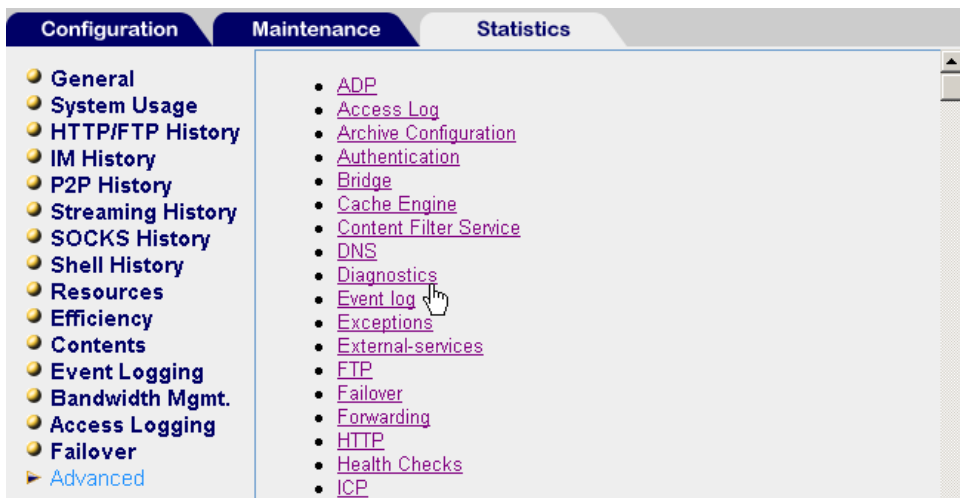 Configuration
Maintenance
Statistics
General
System Usage
HTTP/FTP History
IM History
P2P History
Streaming History
SOCKS History
Shell History
Resources
Efficiency
Contents
Event Logging
Bandwidth Mgmt.
Access Logging
Failover
Advanced
ADP
Access Log
Archive Configuration
Authentication
Bridge
Cache Engine
Content Filter Service
DNS
Diagnostics
Event log
Exceptions
External-services
FTP
Failover
Forwarding
HTTP
Health Checks
ICP